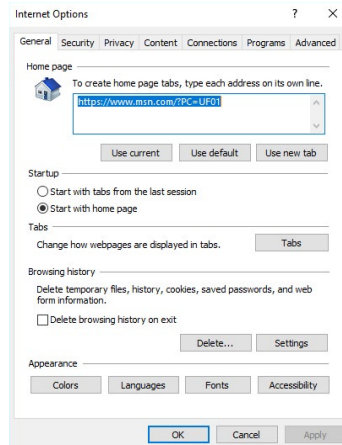 Internet Options ? X
General Security Privacy Content Connections Programs Advanced
Home page
To create home page tabs, type each address on its own line.
https://www.msn.com/?PC=UF01
Use current Use default Use new tab
Startup
Start with tabs from the last session
Start with home page
Tabs
Change how webpages are displayed in tabs. Tabs
Browsing history
Delete temporary files, history, cookies, saved passwords, and web
form information.
Delete browsing history on exit
Delete... Settings
Appearance
Colors Languages Fonts Accessibility
OK Cancel Apply